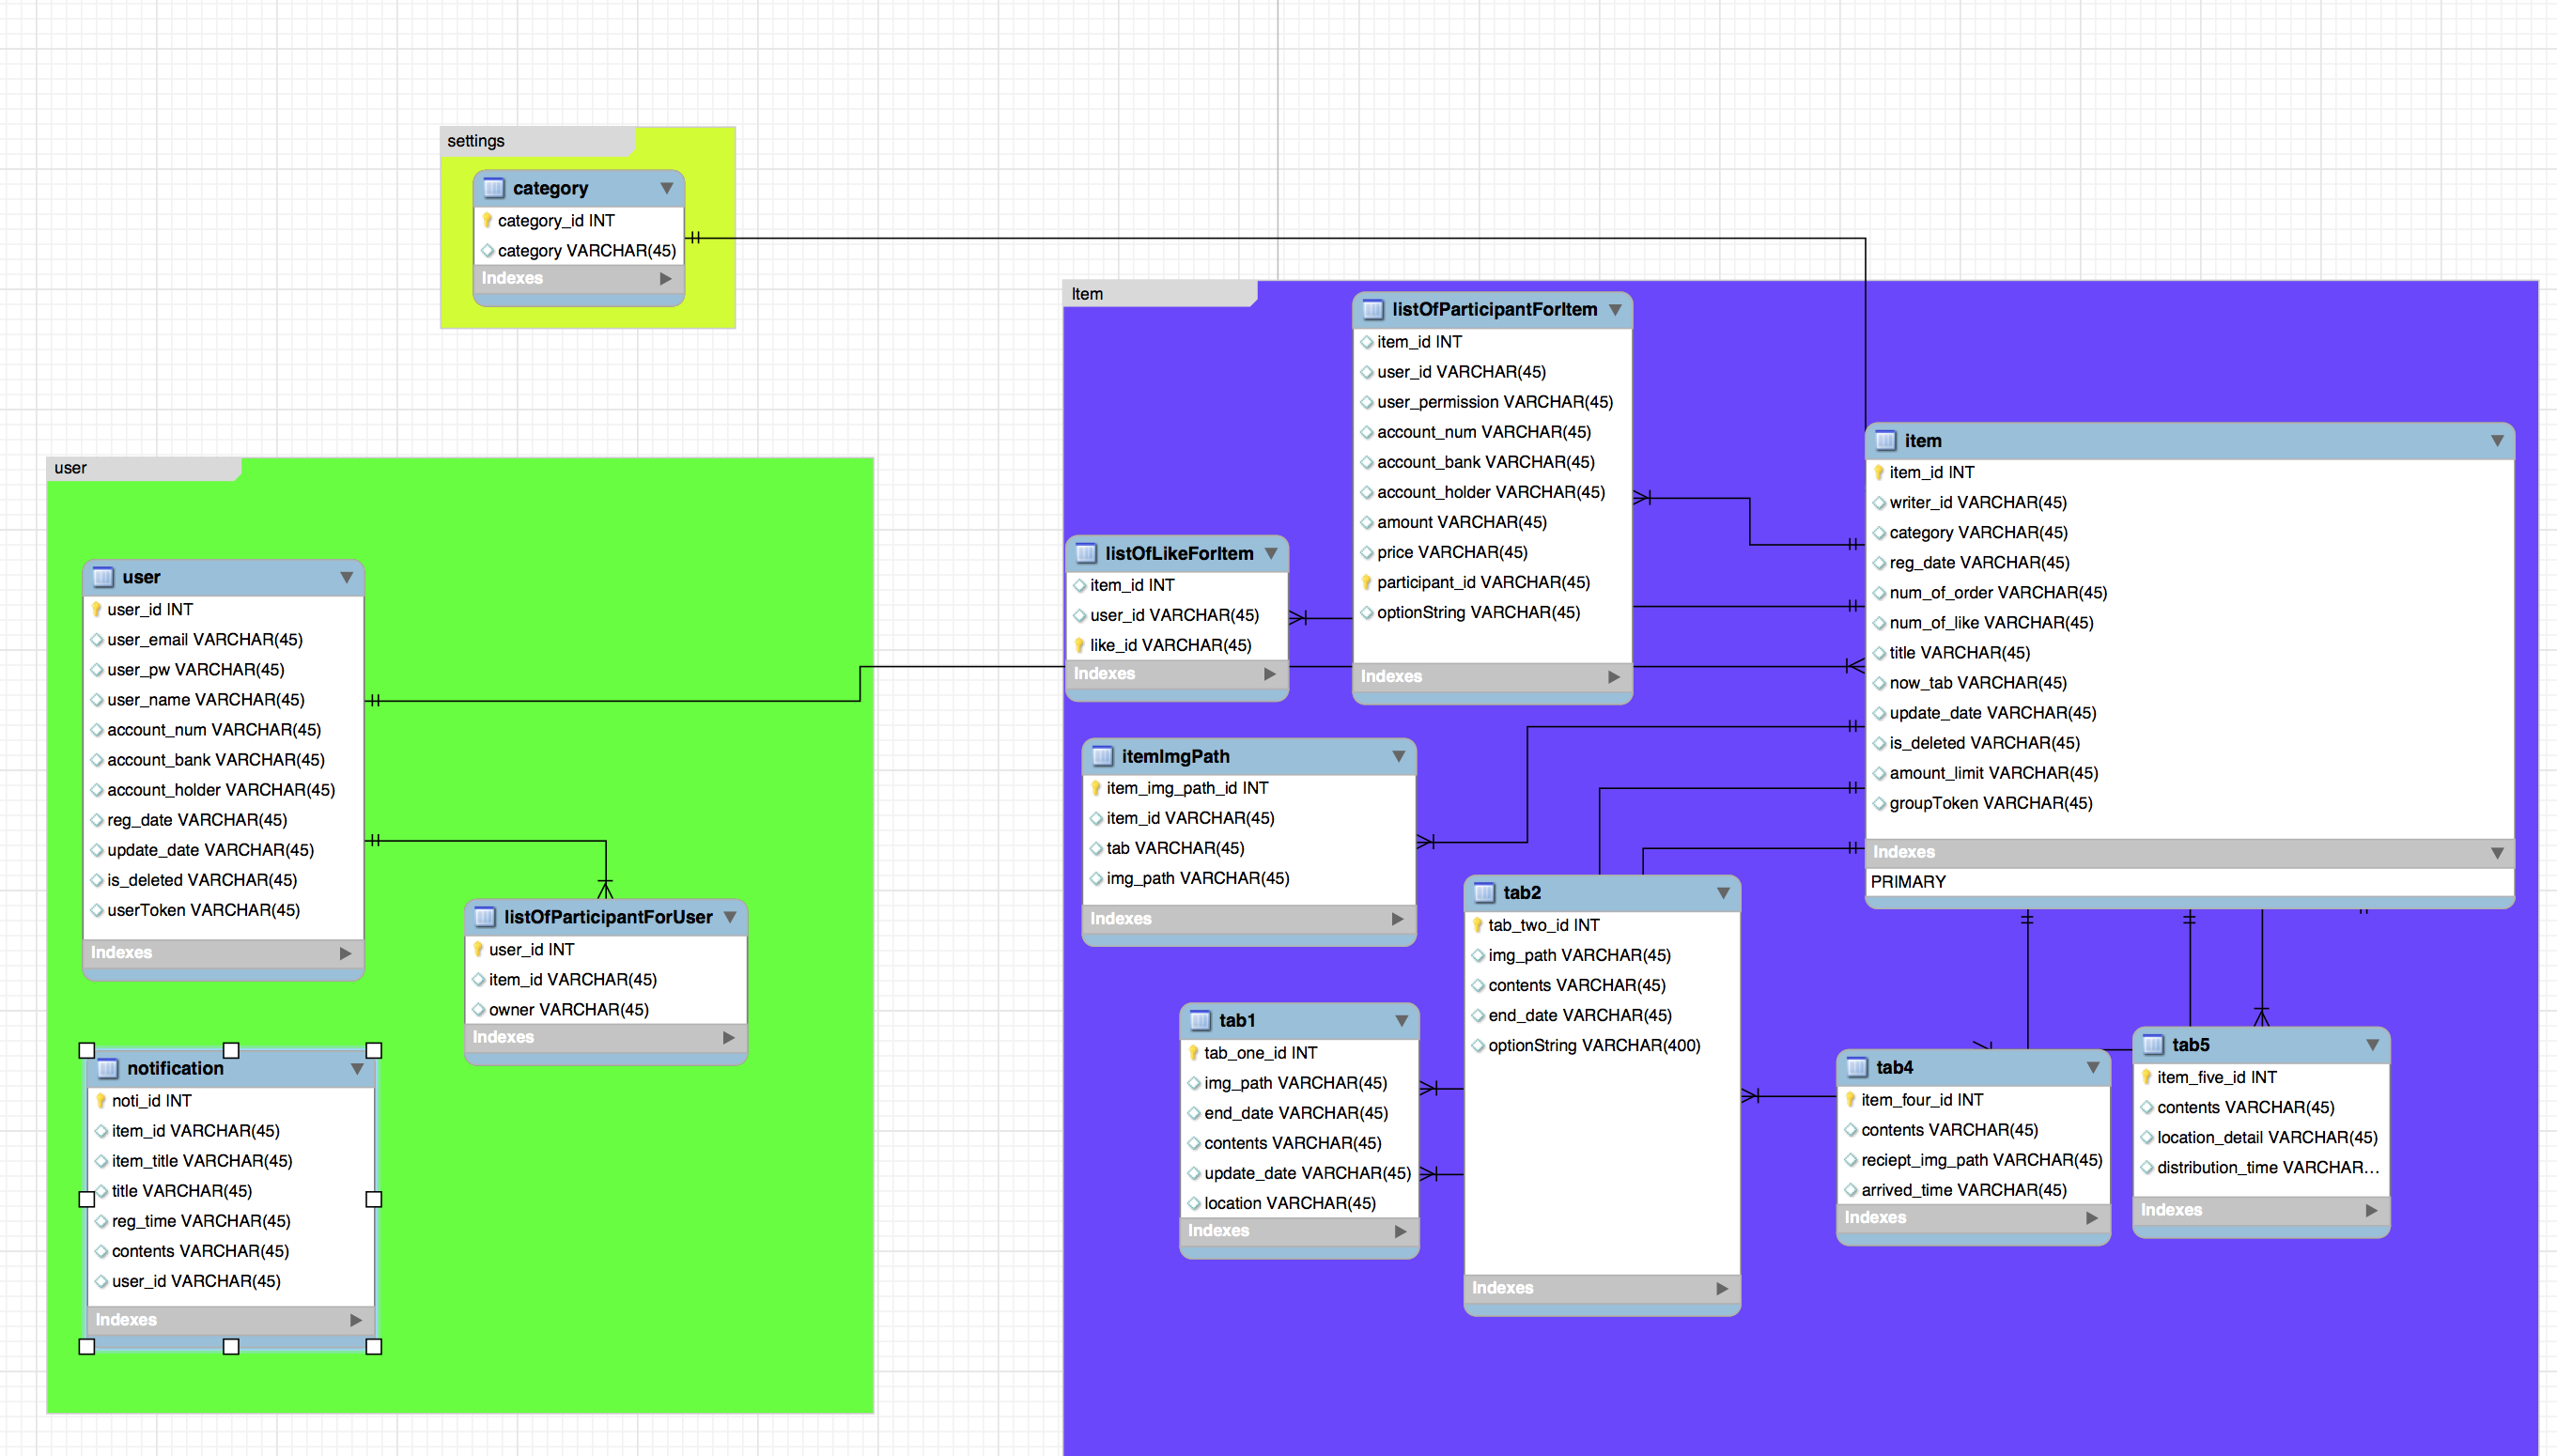 settings
category
category_id INT
category VARCHAR(45)
Indexes
user
user
user_id INT
user_email VARCHAR(45)
user_pw VARCHAR(45)
user_name VARCHAR(45)
account_num VARCHAR(45)
account_bank VARCHAR(45)
account_holder VARCHAR(45)
reg_date VARCHAR(45)
update_date VARCHAR(45)
is_deleted VARCHAR(45)
userToken VARCHAR(45)
Indexes
listOfParticipantForUser
user_id INT
item_id VARCHAR(45)
owner VARCHAR(45)
Indexes
notification
noti_id INT
item_id VARCHAR(45)
item_title VARCHAR(45)
title VARCHAR(45)
reg_time VARCHAR(45)
contents VARCHAR(45)
user_id VARCHAR(45)
Indexes
Item
listOfParticipantForItem
item_id INT
user_id VARCHAR(45)
user_permission VARCHAR(45)
account_num VARCHAR(45)
account_bank VARCHAR(45)
account_holder VARCHAR(45)
amount VARCHAR(45)
price VARCHAR(45)
participant_id VARCHAR(45)
optionString VARCHAR(45)
Indexes
listOfLikeForItem
item_id INT
user_id VARCHAR(45)
like_id VARCHAR(45)
Indexes
item
item_id INT
writer_id VARCHAR(45)
category VARCHAR(45)
reg_date VARCHAR(45)
num_of_order VARCHAR(45)
num_of_like VARCHAR(45)
title VARCHAR(45)
now_tab VARCHAR(45)
update_date VARCHAR(45)
is_deleted VARCHAR(45)
amount_limit VARCHAR(45)
groupToken VARCHAR(45)
Indexes
PRIMARY
itemImgPath
item_img_path_id INT
item_id VARCHAR(45)
tab VARCHAR(45)
img_path VARCHAR(45)
Indexes
tab2
tab_two_id INT
img_path VARCHAR(45)
contents VARCHAR(45)
end_date VARCHAR(45)
optionString VARCHAR(400)
Indexes
tab1
tab_one_id INT
img_path VARCHAR(45)
end_date VARCHAR(45)
contents VARCHAR(45)
update_date VARCHAR(45)
location VARCHAR(45)
Indexes
tab4
item_four_id INT
contents VARCHAR(45)
reciept_img_path VARCHAR(45)
arrived_time VARCHAR(45)
Indexes
tab5
item_five_id INT
contents VARCHAR(45)
location_detail VARCHAR(45)
distribution_time VARCHAR...
Indexes